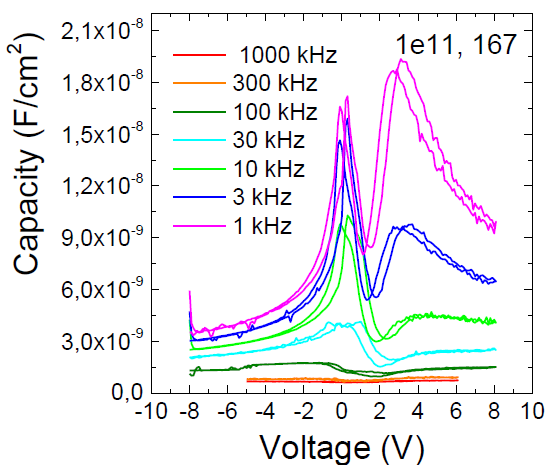 2,1x10⁻⁸
1,8x10⁻⁸
1,5x10⁻⁸
1,2x10⁻⁸
9,0x10⁻⁹
6,0x10⁻⁹
3,0x10⁻⁹
0,0
Capacity (F/cm²)
1e11, 167
1000 kHz
300 kHz
100 kHz
30 kHz
10 kHz
3 kHz
1 kHz
-10 -8 -6 -4 -2 0 2 4 6 8 10
Voltage (V)